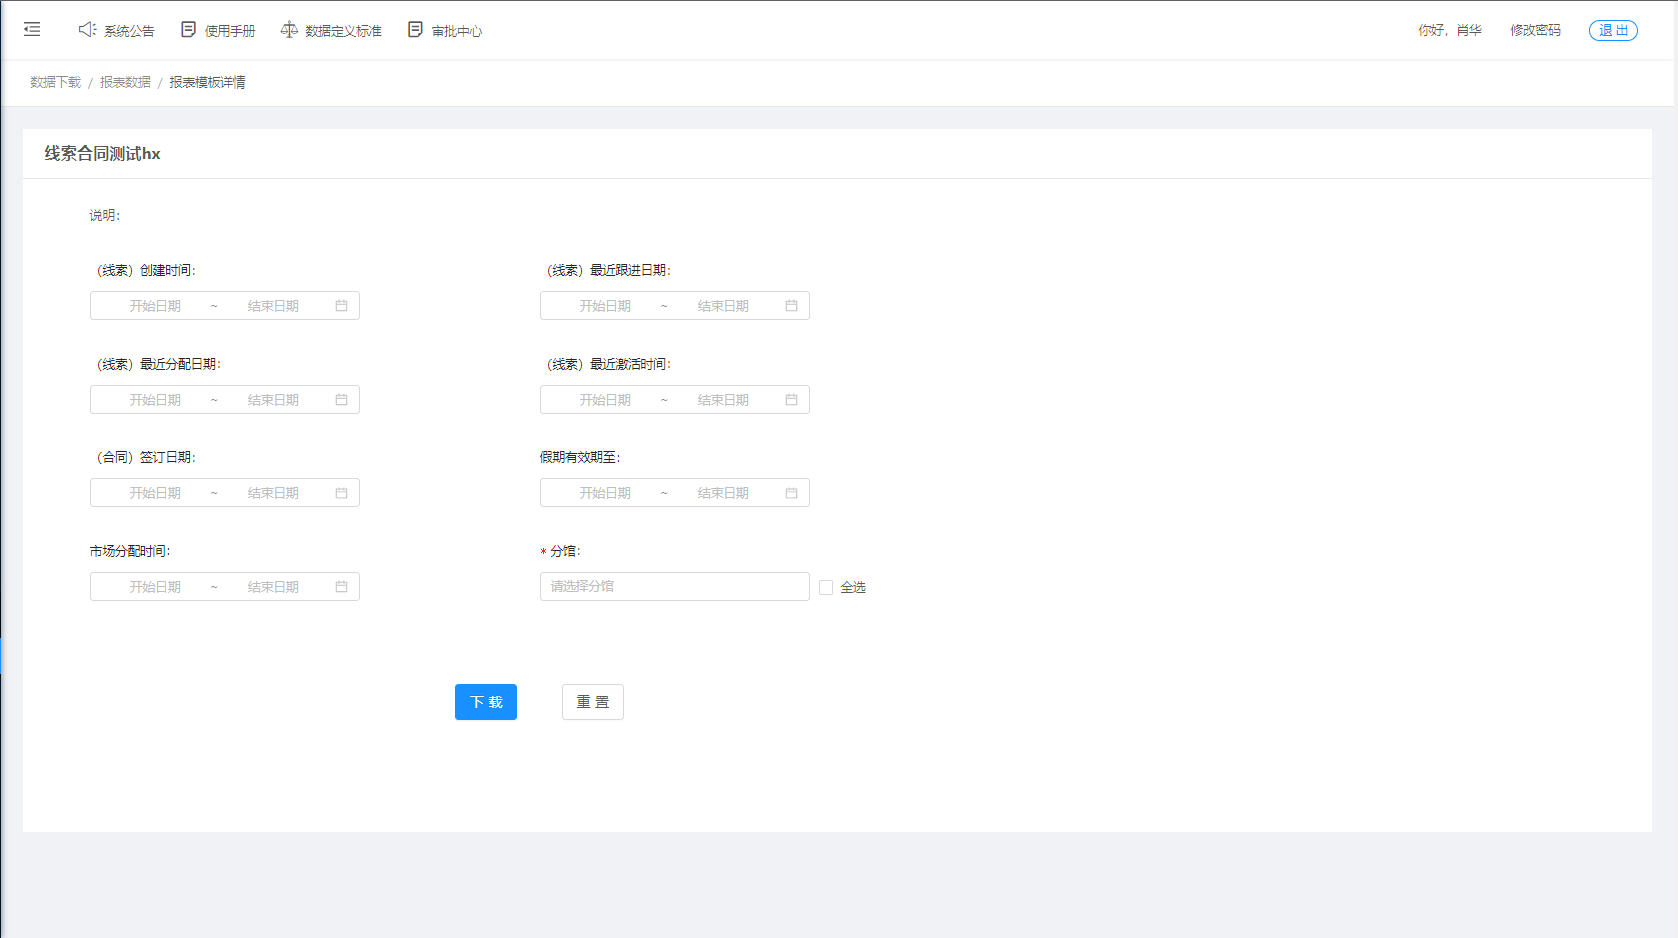 系统公告 使用手册 数据定义标准 审批中心 你好，肖华 修改密码 退 出
数据下载 / 报表数据 / 报表模板详情
线索合同测试hx
说明：
（线索）创建时间： （线索）最近跟进日期：
开始日期 ~ 结束日期 开始日期 ~ 结束日期
（线索）最近分配日期： （线索）最近激活时间：
开始日期 ~ 结束日期 开始日期 ~ 结束日期
（合同）签订日期： 假期有效期至：
开始日期 ~ 结束日期 开始日期 ~ 结束日期
市场分配时间： * 分馆：
开始日期 ~ 结束日期 请选择分馆 全选
下 载 重 置